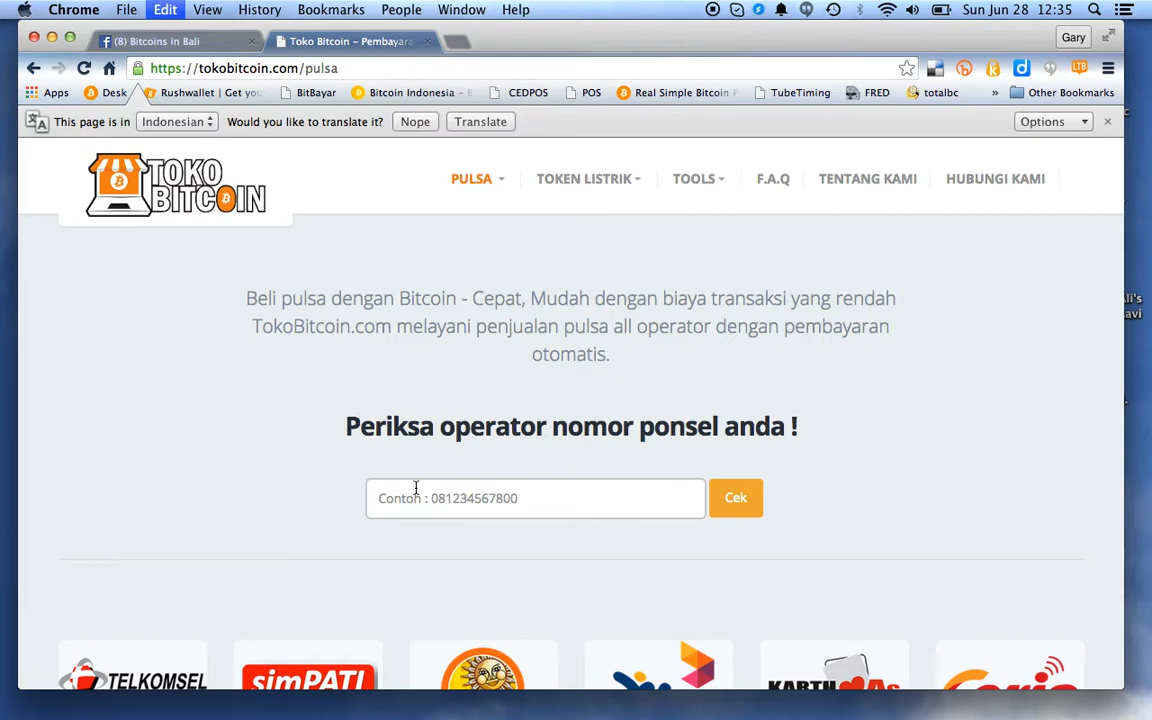 Chrome File Edit View History Bookmarks People Window Help Sun Jun 28 12:35
(8) Bitcoins in Bali × Toko Bitcoin – Pembayara × Gary
https://tokobitcoin.com/pulsa
Apps Desk Rushwallet | Get you BitBayar Bitcoin Indonesia – E CEDPOS POS Real Simple Bitcoin TubeTiming FRED totalbc » Other Bookmarks
This page is in Indonesian Would you like to translate it? Nope Translate Options ×
TOKO
BITCOIN
PULSA TOKEN LISTRIK TOOLS F.A.Q TENTANG KAMI HUBUNGI KAMI
Beli pulsa dengan Bitcoin - Cepat, Mudah dengan biaya transaksi yang rendah
TokoBitcoin.com melayani penjualan pulsa all operator dengan pembayaran
otomatis.
Periksa operator nomor ponsel anda !
Contoh : 081234567800 Cek
TELKOMSEL simPATI